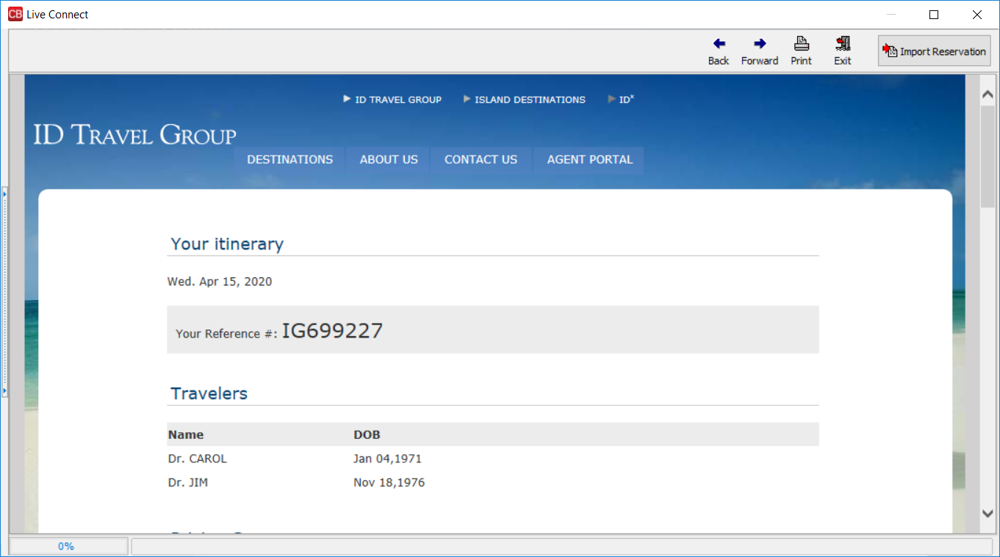 CB Live Connect
Back Forward Print Exit Import Reservation
ID TRAVEL GROUP ISLAND DESTINATIONS IDx
ID TRAVEL GROUP
DESTINATIONS ABOUT US CONTACT US AGENT PORTAL
Your itinerary
Wed. Apr 15, 2020
Your Reference #: IG699227
Travelers
Name DOB
Dr. CAROL Jan 04,1971
Dr. JIM Nov 18,1976
0%